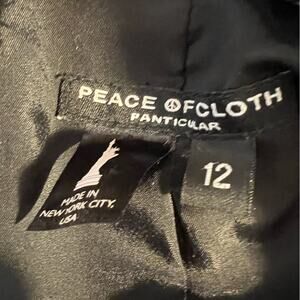 PEACE ☮FCLOTH
PANTICULAR
12
MADE IN
NEW YORK CITY,
USA